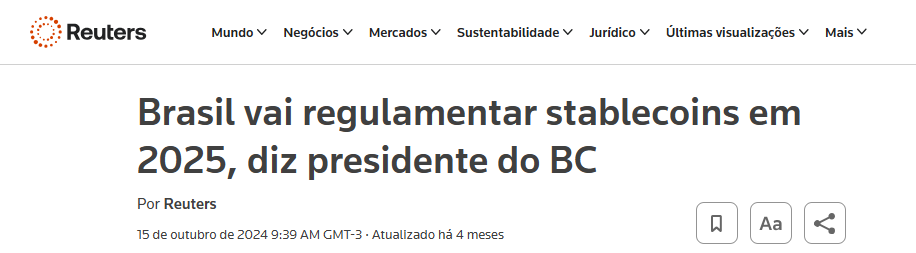 Reuters
Mundo Negócios Mercados Sustentabilidade Jurídico Últimas visualizações Mais
Brasil vai regulamentar stablecoins em
2025, diz presidente do BC
Por Reuters
15 de outubro de 2024 9:39 AM GMT-3 · Atualizado há 4 meses
Aa